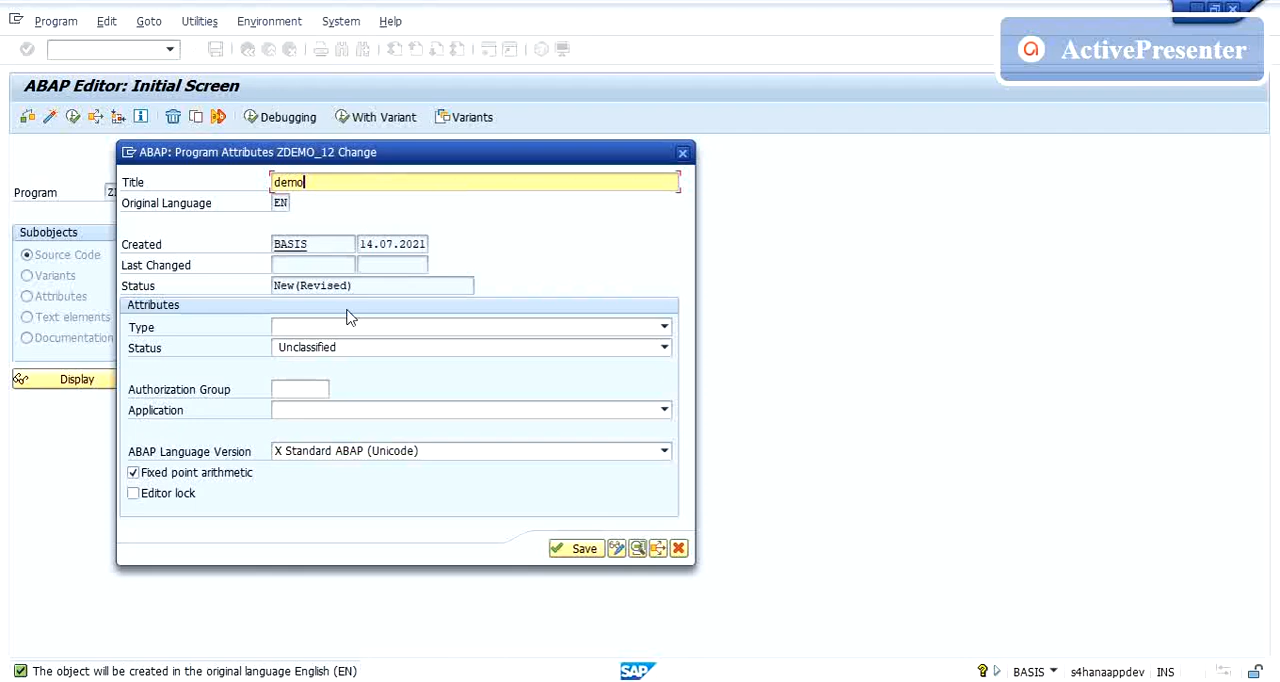 Program Edit Goto Utilities Environment System Help
ActivePresenter
ABAP Editor: Initial Screen
Debugging With Variant Variants
ABAP: Program Attributes ZDEMO_12 Change
Title demo
Program
Original Language EN
Subobjects
Created BASIS 14.07.2021
Source Code
Last Changed
Variants
Status New(Revised)
Attributes
Attributes
Text elements
Type
Documentation
Status Unclassified
Display
Authorization Group
Application
ABAP Language Version X Standard ABAP (Unicode)
Fixed point arithmetic
Editor lock
Save
The object will be created in the original language English (EN)
SAP
BASIS s4hanaappdev INS